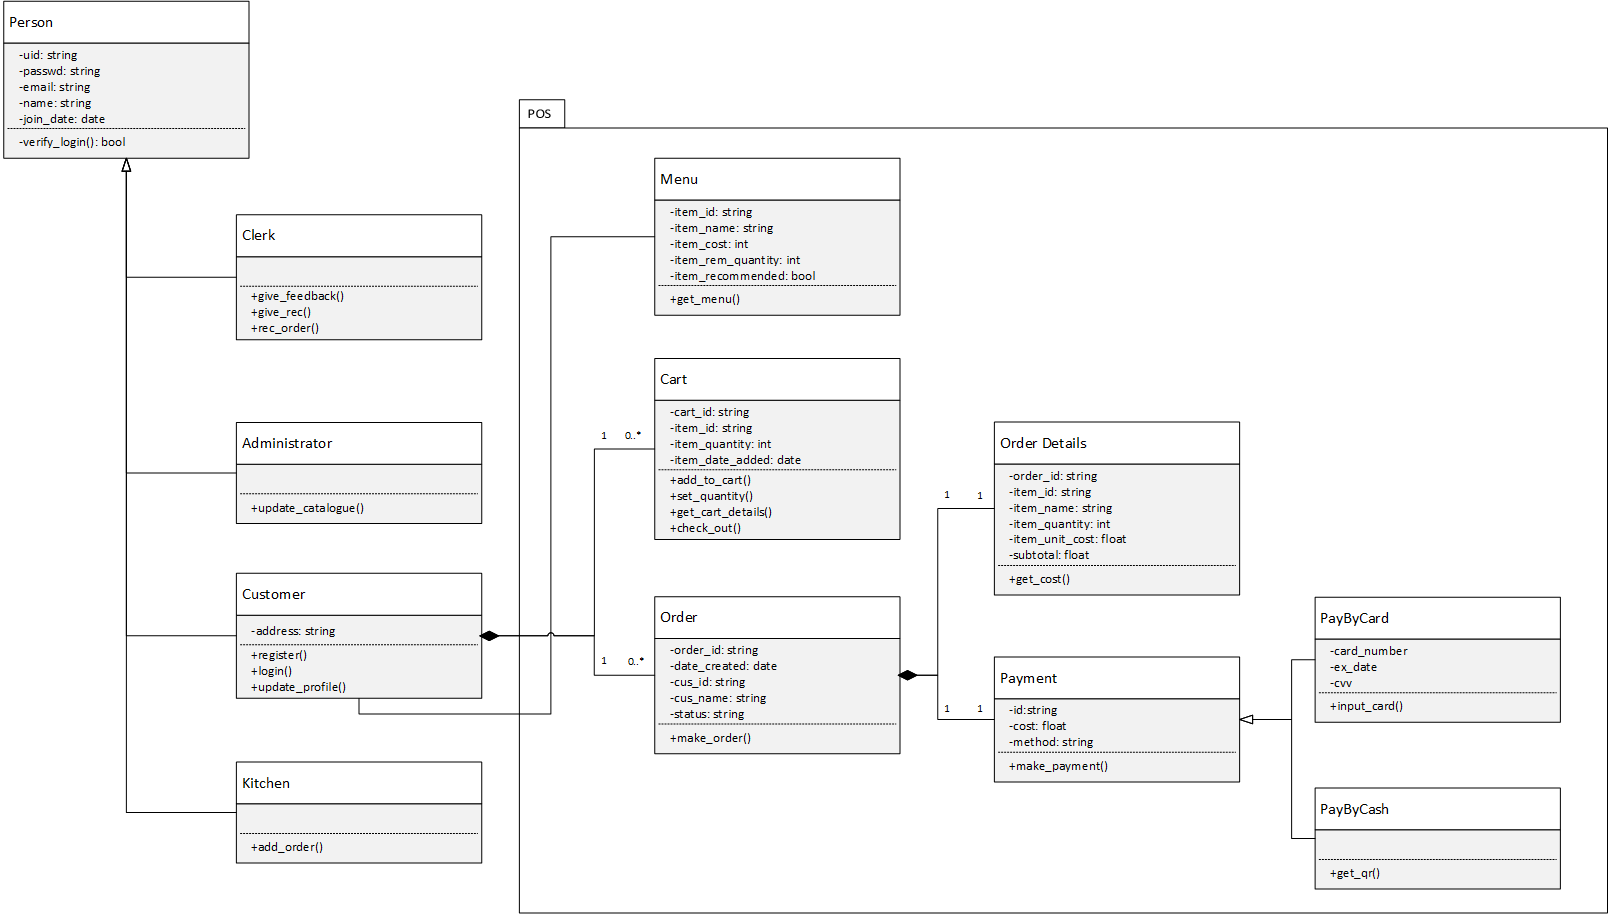 Person
-uid: string
-passwd: string
-email: string
-name: string
-join_date: date
-verify_login(): bool
Clerk
+give_feedback()
+give_rec()
+rec_order()
Administrator
+update_catalogue()
Customer
-address: string
+register()
+login()
+update_profile()
Kitchen
+add_order()
POS
Menu
-item_id: string
-item_name: string
-item_cost: int
-item_rem_quantity: int
-item_recommended: bool
+get_menu()
1 0..*
Cart
-cart_id: string
-item_id: string
-item_quantity: int
-item_date_added: date
+add_to_cart()
+set_quantity()
+get_cart_details()
+check_out()
1 0..*
Order
-order_id: string
-date_created: date
-cus_id: string
-cus_name: string
-status: string
+make_order()
1 1
Order Details
-order_id: string
-item_id: string
-item_name: string
-item_quantity: int
-item_unit_cost: float
-subtotal: float
+get_cost()
1 1
Payment
-id:string
-cost: float
-method: string
+make_payment()
PayByCard
-card_number
-ex_date
-cvv
+input_card()
PayByCash
+get_qr()